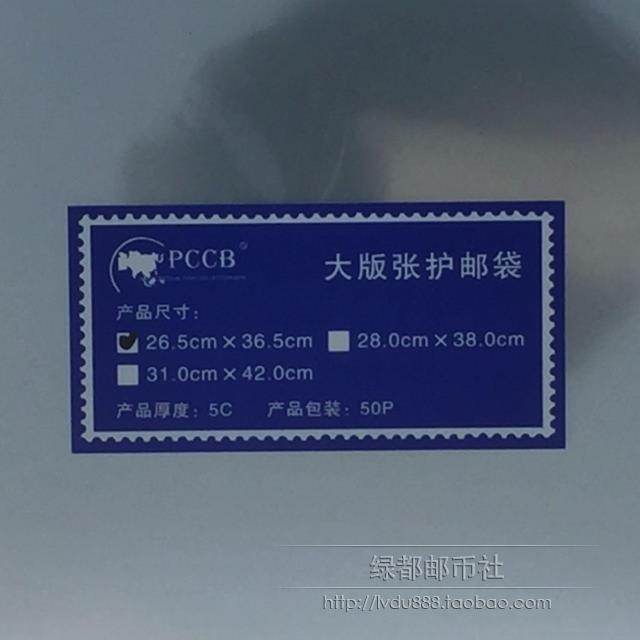 PCCB®
大版张护邮袋
产品尺寸:
26.5cm×36.5cm 28.0cm×38.0cm
31.0cm×42.0cm
产品厚度: 5C 产品包装: 50P
绿都邮币社
http://lvdu888.taobao.com